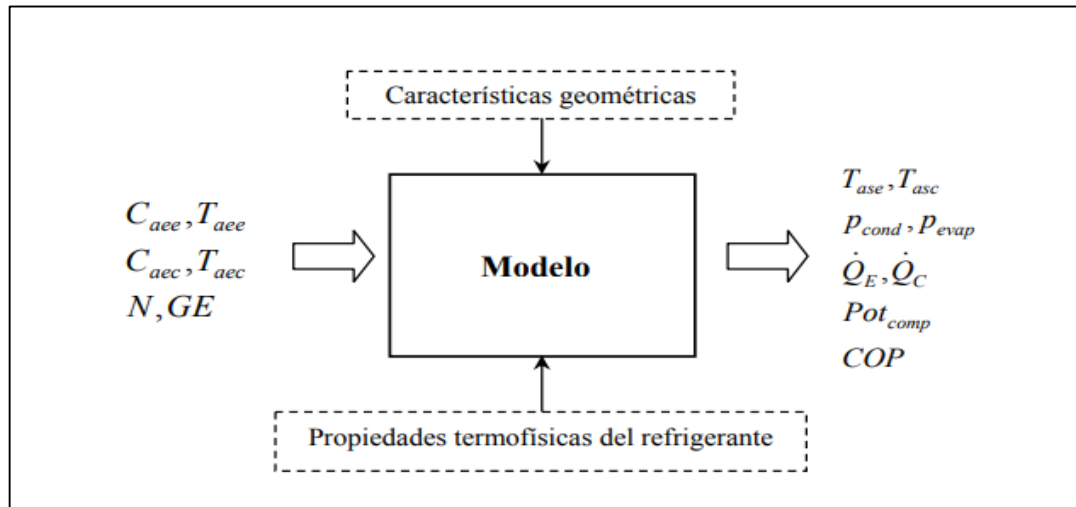 Características geométricas
C_aee, T_aee
C_aec, T_aec
N, GE
Modelo
T_ase, T_asc
p_cond, p_evap
Q̇_E, Q̇_C
Pot_comp
COP
Propiedades termofísicas del refrigerante